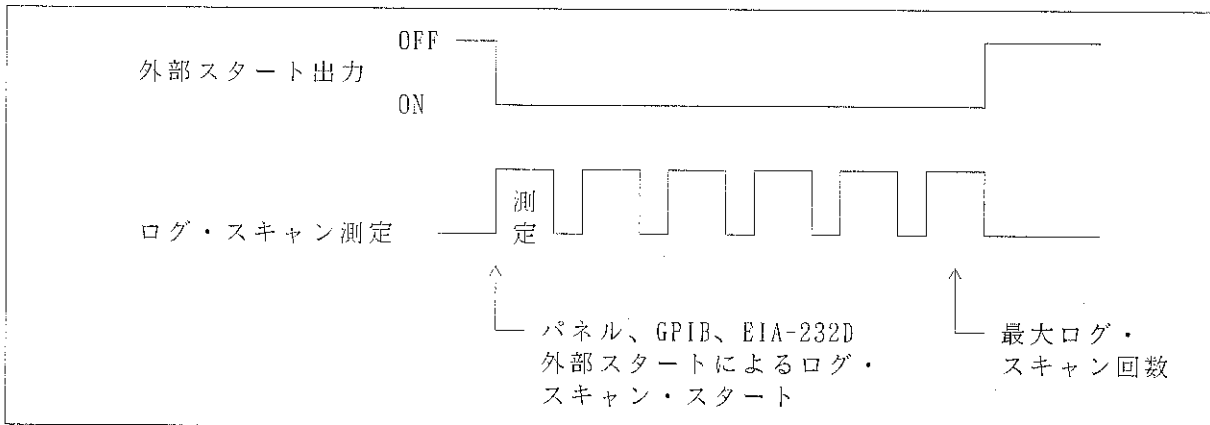 OFF
外部スタート出力
ON
測
定
ログ・スキャン測定
パネル、GPIB、EIA-232D
外部スタートによるログ・
スキャン・スタート
最大ログ・
スキャン回数